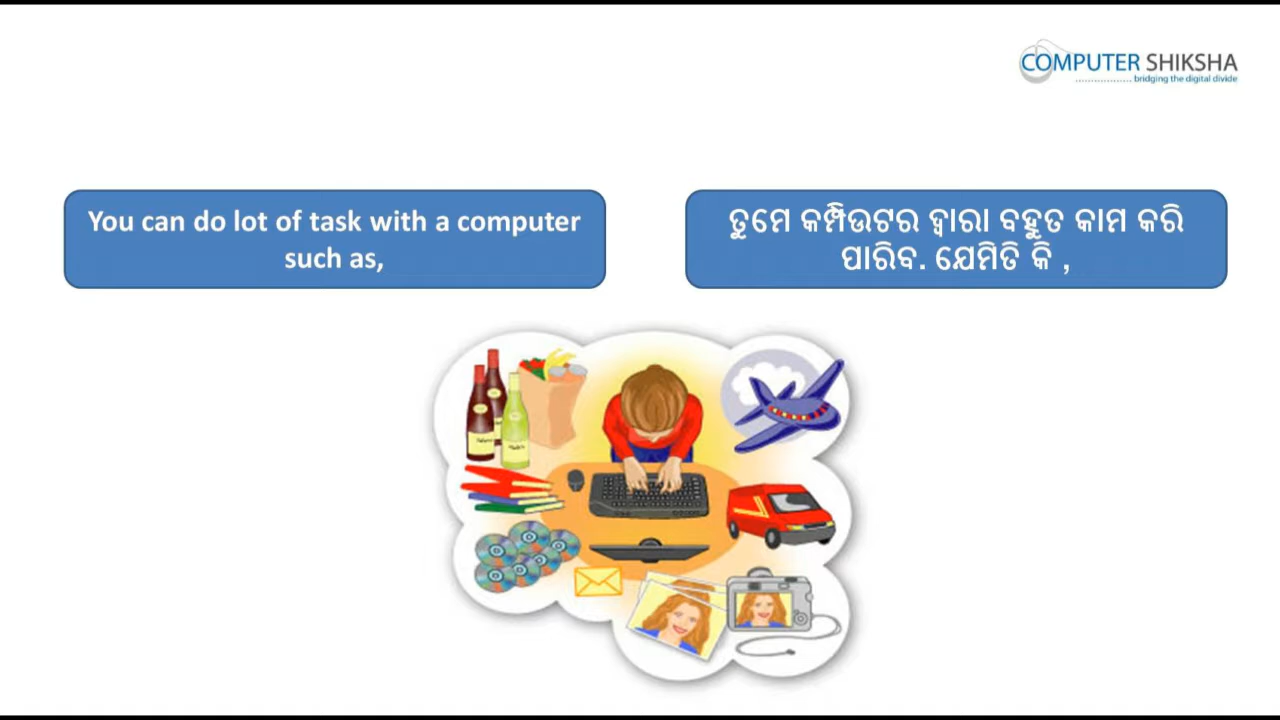 COMPUTER SHIKSHA
bridging the digital divide
You can do lot of task with a computer
such as,
ତୁମେ କମ୍ପିଉଟର ଦ୍ଵାରା ବହୁତ କାମ କରି
ପାରିବ. ଯେମିତି କି ,